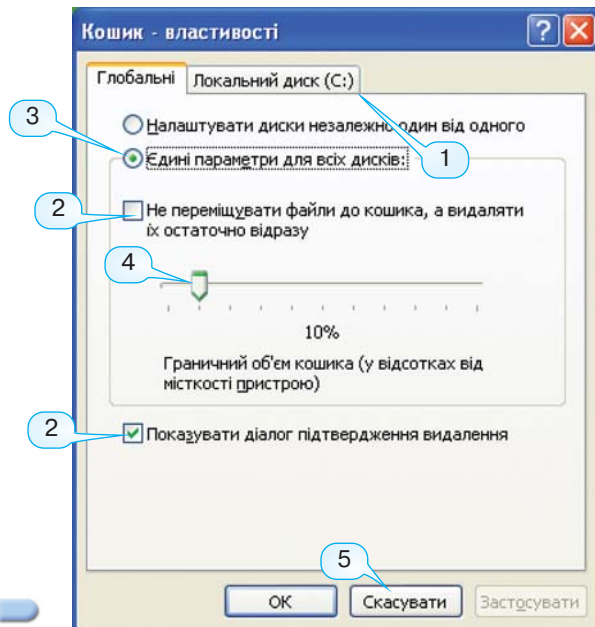 Кошик - властивості
Глобальні Локальний диск (C:)
3
Налаштувати диски незалежно один від одного
Єдині параметри для всіх дисків:
1
2
Не переміщувати файли до кошика, а видаляти
їх остаточно відразу
4
10%
Граничний об'єм кошика (у відсотках від
місткості пристрою)
2
Показувати діалог підтвердження видалення
5
OK Скасувати Застосувати